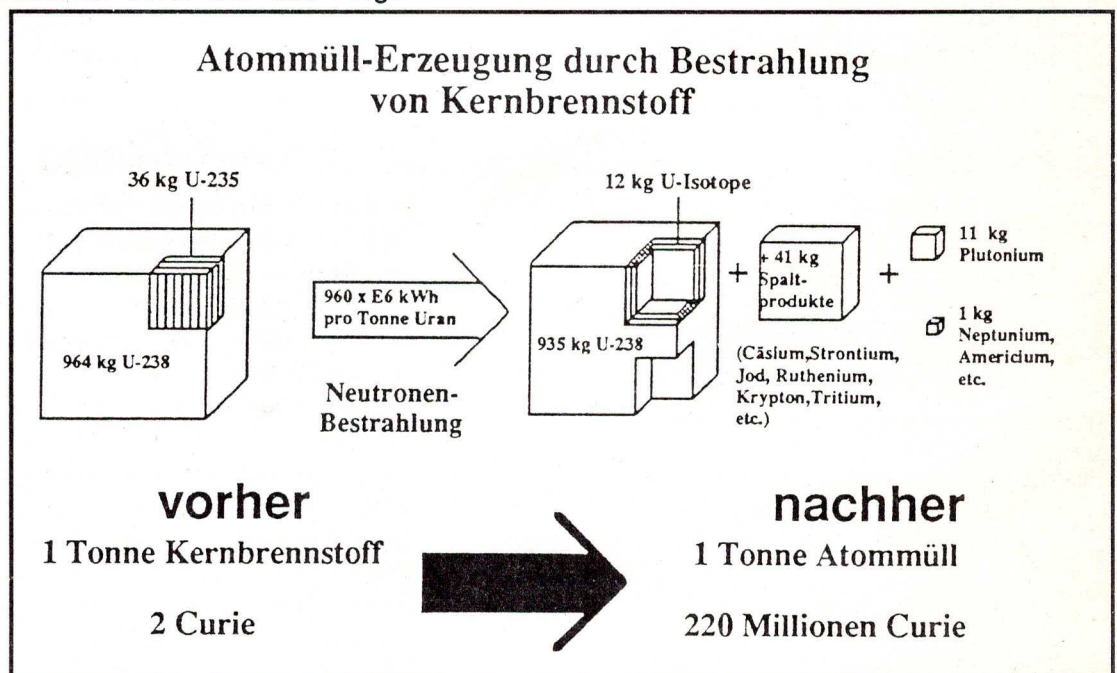 Atommüll-Erzeugung durch Bestrahlung
von Kernbrennstoff
36 kg U-235
964 kg U-238
960 x E6 kWh
pro Tonne Uran
Neutronen-
Bestrahlung
12 kg U-Isotope
935 kg U-238
+
+ 41 kg
Spalt-
produkte
(Cäsium,Strontium,
Jod, Ruthenium,
Krypton,Tritium,
etc.)
+
11 kg
Plutonium
1 kg
Neptunium,
Americium,
etc.
vorher
1 Tonne Kernbrennstoff
2 Curie
nachher
1 Tonne Atommüll
220 Millionen Curie